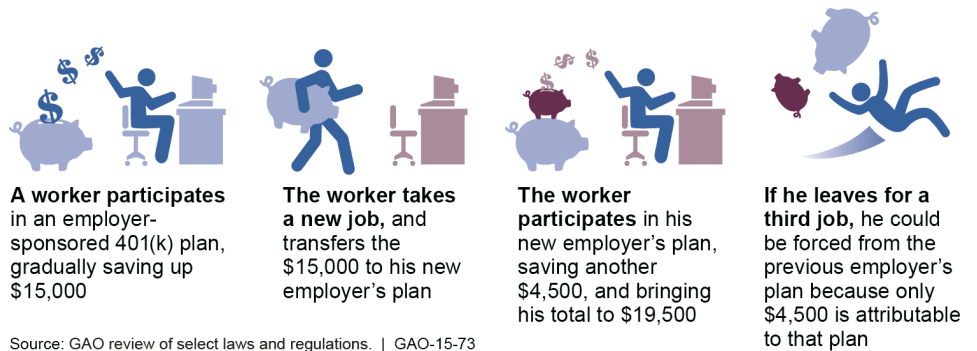 A worker participates
in an employer-
sponsored 401(k) plan,
gradually saving up
$15,000
The worker takes
a new job, and
transfers the
$15,000 to his new
employer’s plan
The worker
participates in his
new employer’s plan,
saving another
$4,500, and bringing
his total to $19,500
If he leaves for a
third job, he could
be forced from the
previous employer’s
plan because only
$4,500 is attributable
to that plan
Source: GAO review of select laws and regulations. | GAO-15-73